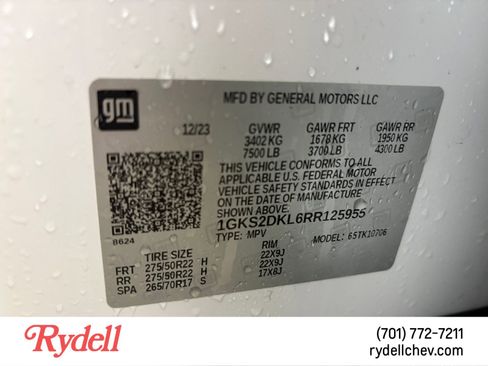 gm
MFD BY GENERAL MOTORS LLC
12/23 GVWR GAWR FRT GAWR RR
3402 KG 1678 KG 1950 KG
7500 LB 3700 LB 4300 LB
THIS VEHICLE CONFORMS TO ALL
APPLICABLE U.S. FEDERAL MOTOR
VEHICLE SAFETY STANDARDS IN EFFECT
ON THE DATE OF MANUFACTURE SHOWN ABOVE
1GKS2DKL6RR125955
TYPE: MPV MODEL: 6STK10706
8624
TIRE SIZE RIM
FRT 275/50R22 H 22X9J
RR 275/50R22 H 22X9J
SPA 265/70R17 S 17X8J
Rydell
(701) 772-7211
rydellchev.com